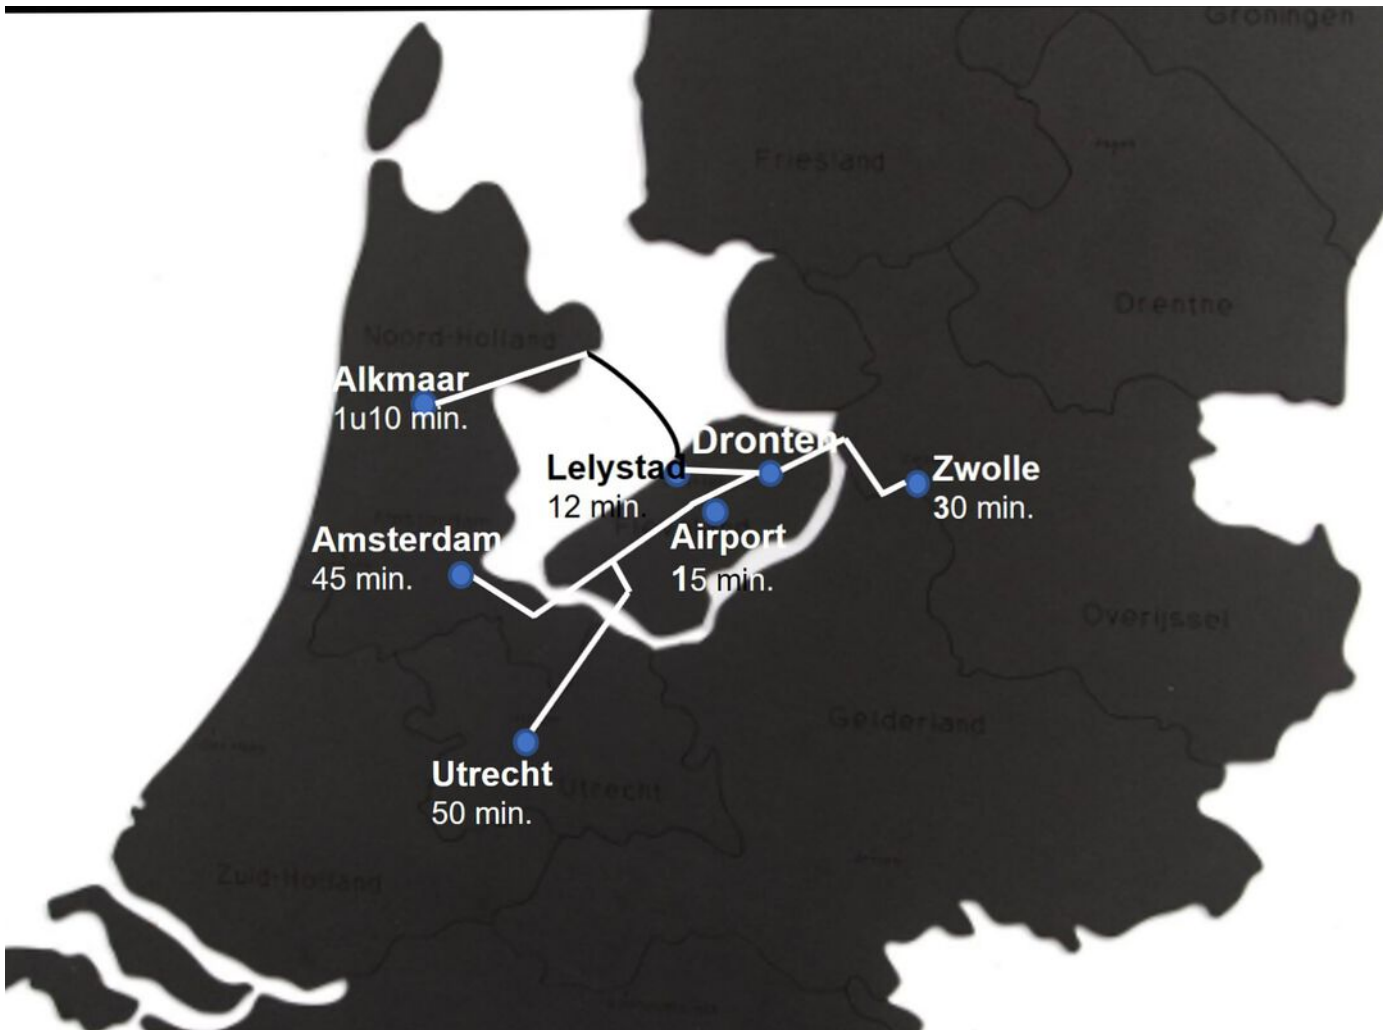 Groningen
Friesland
Drenthe
Noord-Holland
Alkmaar
1u10 min.
Dronten
Lelystad
12 min.
Zwolle
30 min.
Airport
15 min.
Amsterdam
45 min.
Overijssel
Gelderland
Utrecht
50 min.
Utrecht
Zuid-Holland